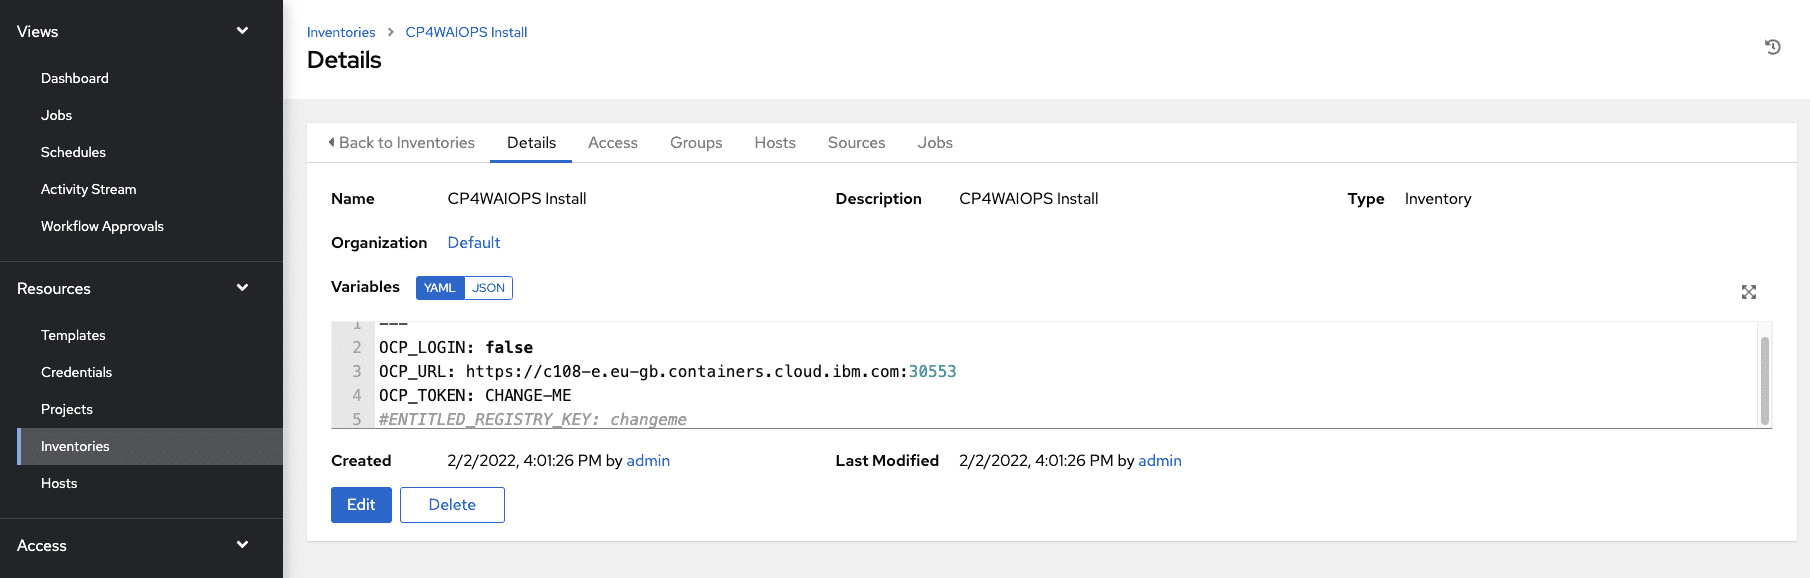 Views
Dashboard
Jobs
Schedules
Activity Stream
Workflow Approvals
Resources
Templates
Credentials
Projects
Inventories
Hosts
Access
Inventories > CP4WAIOPS Install
Details
Back to Inventories Details Access Groups Hosts Sources Jobs
Name CP4WAIOPS Install Description CP4WAIOPS Install Type Inventory
Organization Default
Variables YAML JSON
1 ---
2 OCP_LOGIN: false
3 OCP_URL: https://c108-e.eu-gb.containers.cloud.ibm.com:30553
4 OCP_TOKEN: CHANGE-ME
5 #ENTITLED_REGISTRY_KEY: changeme
Created 2/2/2022, 4:01:26 PM by admin Last Modified 2/2/2022, 4:01:26 PM by admin
Edit Delete